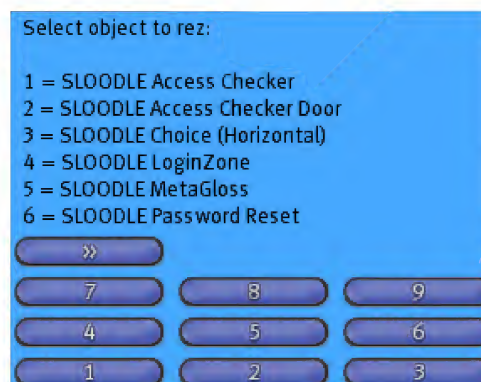 Select object to rez:
1 = SLOODLE Access Checker
2 = SLOODLE Access Checker Door
3 = SLOODLE Choice (Horizontal)
4 = SLOODLE LoginZone
5 = SLOODLE MetaGloss
6 = SLOODLE Password Reset
>>
7 8 9
4 5 6
1 2 3